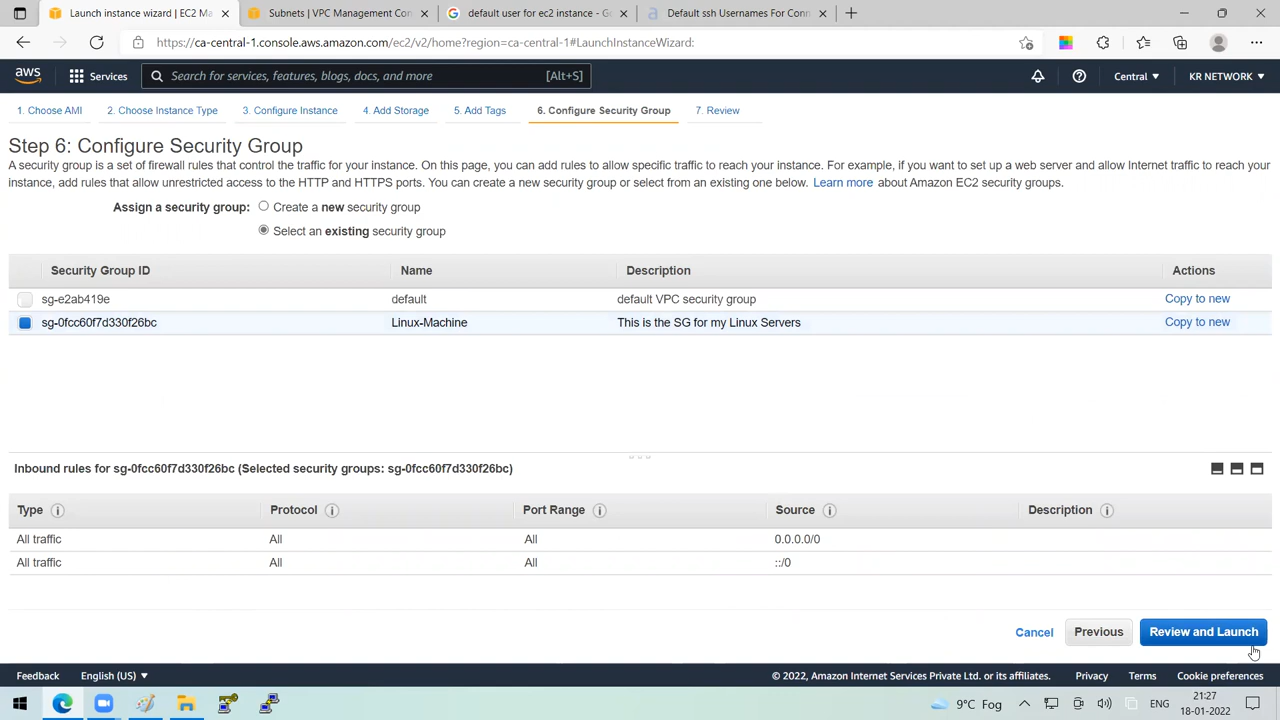 Launch instance wizard | EC2 Ma
Subnets | VPC Management Con
default user for ec2 instance - Go
Default ssh Usernames For Conn
https://ca-central-1.console.aws.amazon.com/ec2/v2/home?region=ca-central-1#LaunchInstanceWizard:
aws
Services
Search for services, features, blogs, docs, and more
[Alt+S]
Central
KR NETWORK
1. Choose AMI
2. Choose Instance Type
3. Configure Instance
4. Add Storage
5. Add Tags
6. Configure Security Group
7. Review
Step 6: Configure Security Group
A security group is a set of firewall rules that control the traffic for your instance. On this page, you can add rules to allow specific traffic to reach your instance. For example, if you want to set up a web server and allow Internet traffic to reach your
instance, add rules that allow unrestricted access to the HTTP and HTTPS ports. You can create a new security group or select from an existing one below. Learn more about Amazon EC2 security groups.
Assign a security group: Create a new security group
Select an existing security group
Security Group ID Name Description Actions
sg-e2ab419e default default VPC security group Copy to new
sg-0fcc60f7d330f26bc Linux-Machine This is the SG for my Linux Servers Copy to new
Inbound rules for sg-0fcc60f7d330f26bc (Selected security groups: sg-0fcc60f7d330f26bc)
Type Protocol Port Range Source Description
All traffic All All 0.0.0.0/0
All traffic All All ::/0
Cancel Previous Review and Launch
Feedback English (US) © 2022, Amazon Internet Services Private Ltd. or its affiliates. Privacy Terms Cookie preferences
9°C Fog
ENG
21:27
18-01-2022